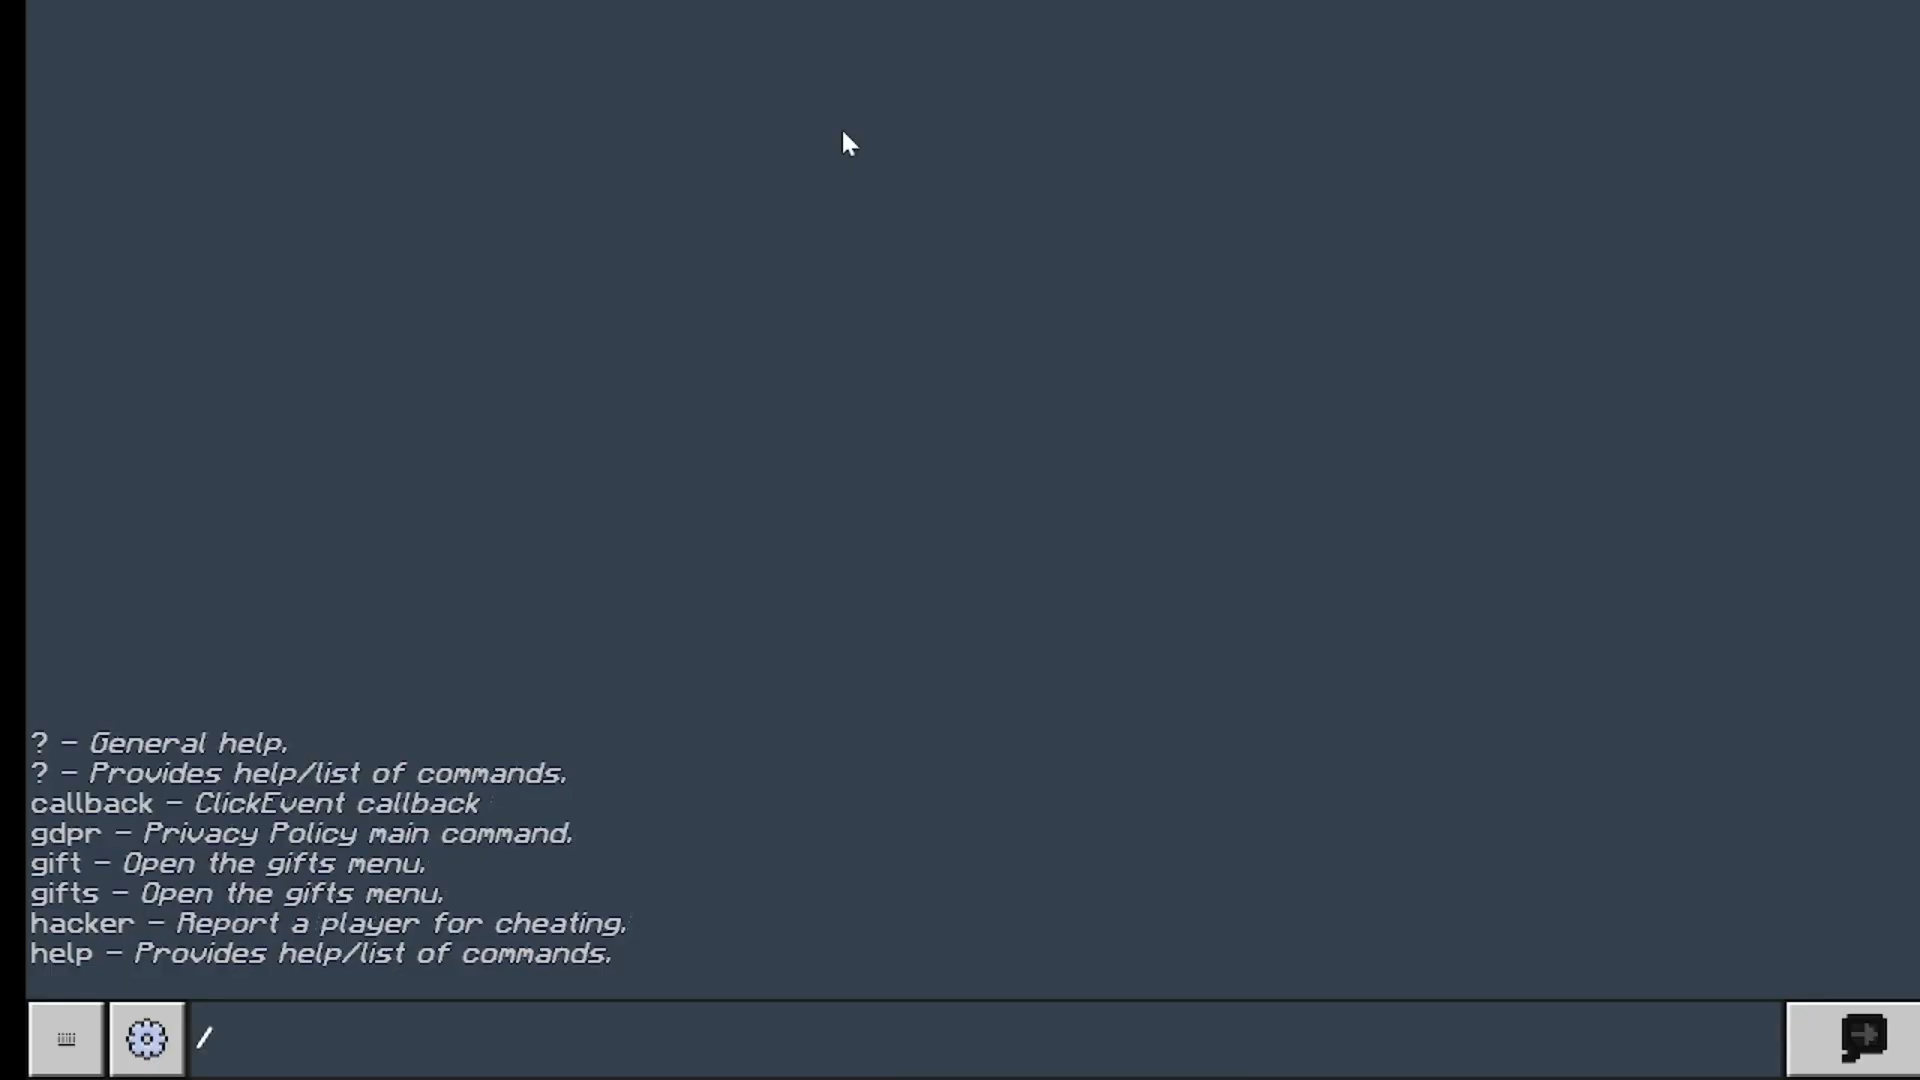 ? - General help.
? - Provides help/list of commands.
callback - ClickEvent callback
gdpr - Privacy Policy main command.
gift - Open the gifts menu.
gifts - Open the gifts menu.
hacker - Report a player for cheating.
help - Provides help/list of commands.
/